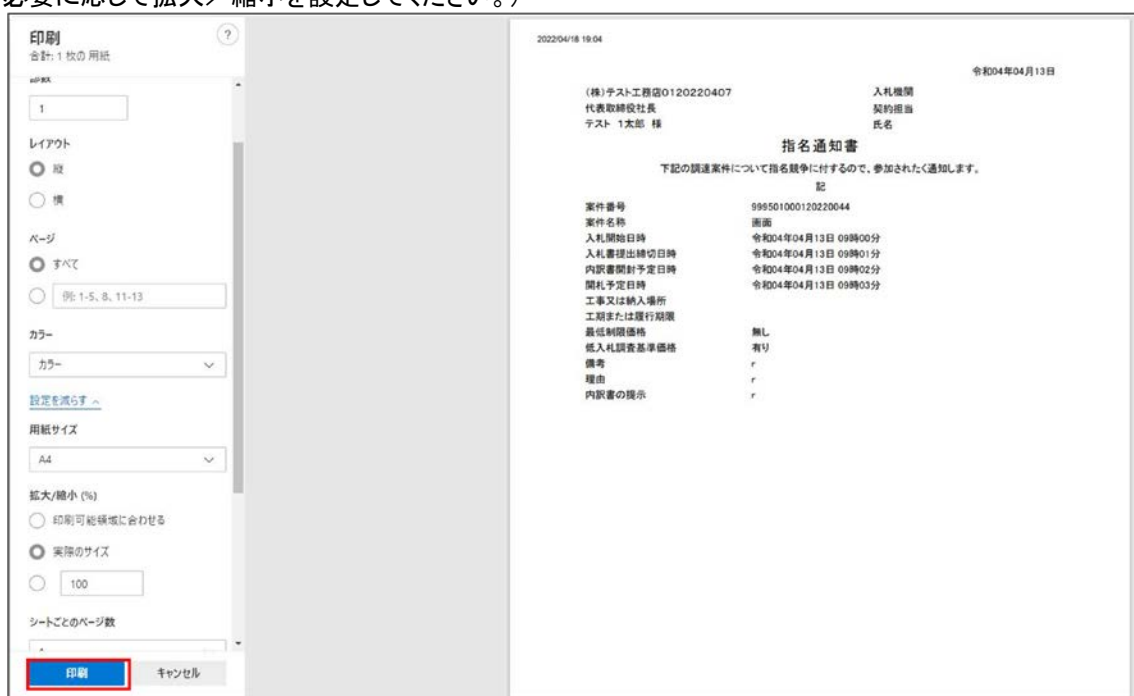 必要に応じて拡大/縮小を設定してください。)
印刷
?
合計: 1 枚の 用紙
部数
1
レイアウト
縦
横
ページ
すべて
例: 1-5、8、11-13
カラー
カラー
設定を減らす
用紙サイズ
A4
拡大/縮小 (%)
印刷可能領域に合わせる
実際のサイズ
100
シートごとのページ数
印刷
キャンセル
2022/04/18 19:04
令和04年04月13日
(株)テスト工務店0120220407 入札機関
代表取締役社長 契約担当
テスト 1太郎 様 氏名
指名通知書
下記の調達案件について指名競争に付するので、参加されたく通知します。
記
案件番号 999501000120220044
案件名称 画面
入札開始日時 令和04年04月13日 09時00分
入札書提出締切日時 令和04年04月13日 09時01分
内訳書開封予定日時 令和04年04月13日 09時02分
開札予定日時 令和04年04月13日 09時03分
工事又は納入場所
工期または履行期限
最低制限価格 無し
低入札調査基準価格 有り
備考 r
理由 r
内訳書の提示 r